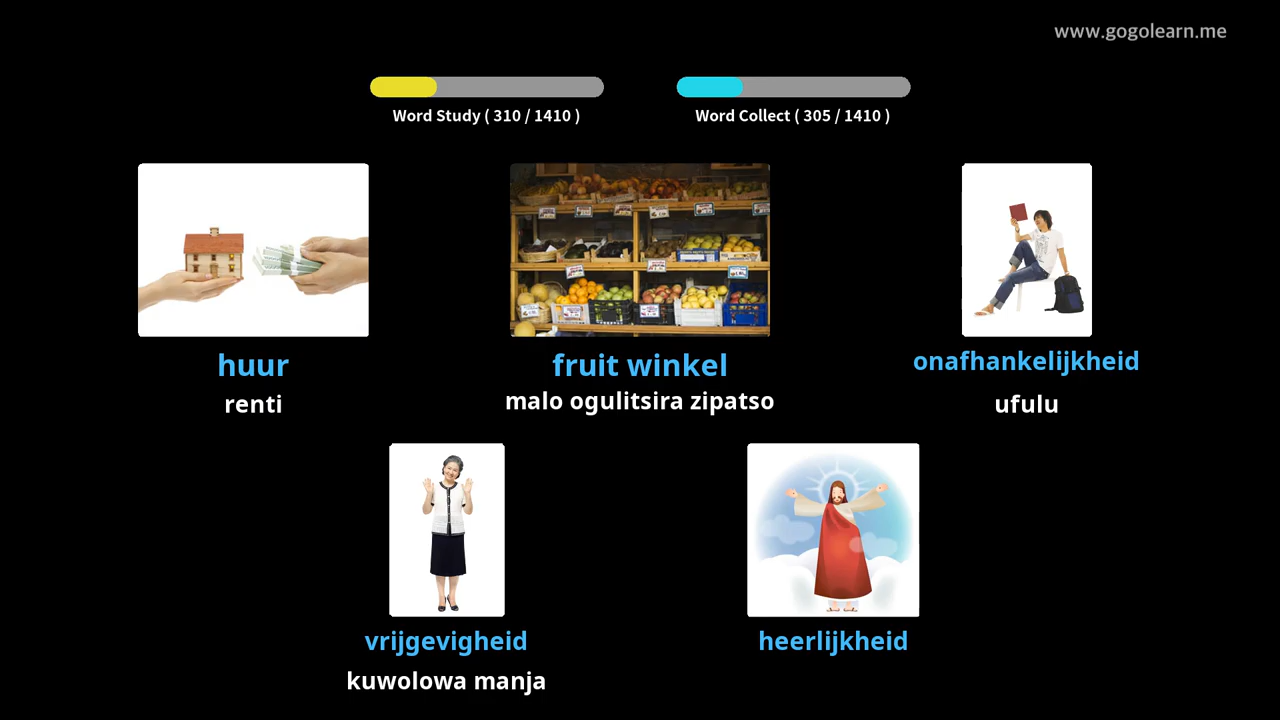 www.gogolearn.me
Word Study ( 310 / 1410 )
Word Collect ( 305 / 1410 )
huur
renti
fruit winkel
malo ogulitsira zipatso
onafhankelijkheid
ufulu
vrijgevigheid
kuwolowa manja
heerlijkheid